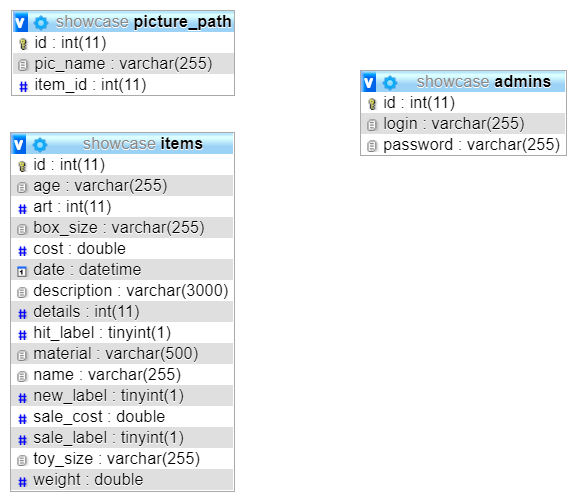 showcase picture_path
id : int(11)
pic_name : varchar(255)
item_id : int(11)
showcase admins
id : int(11)
login : varchar(255)
password : varchar(255)
showcase items
id : int(11)
age : varchar(255)
art : int(11)
box_size : varchar(255)
cost : double
date : datetime
description : varchar(3000)
details : int(11)
hit_label : tinyint(1)
material : varchar(500)
name : varchar(255)
new_label : tinyint(1)
sale_cost : double
sale_label : tinyint(1)
toy_size : varchar(255)
weight : double